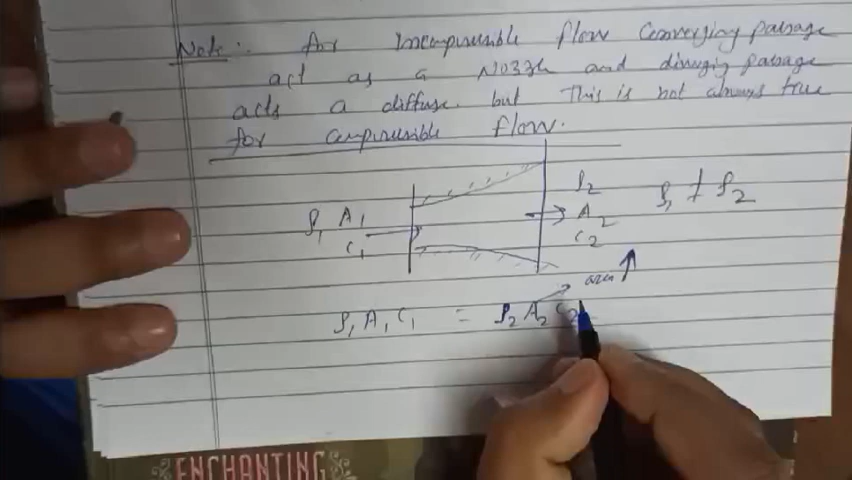 Note:- for Incompressible flow Converging passage
act as a Nozzle and diverging passage
acts a diffuse. but This is not always true
for compressible flow.
ρ1 A1 C1
ρ2 A2 C2
ρ1 ≠ ρ2
area ↑
ρ1 A1 C1 = ρ2 A2 C2
ENCHANTING